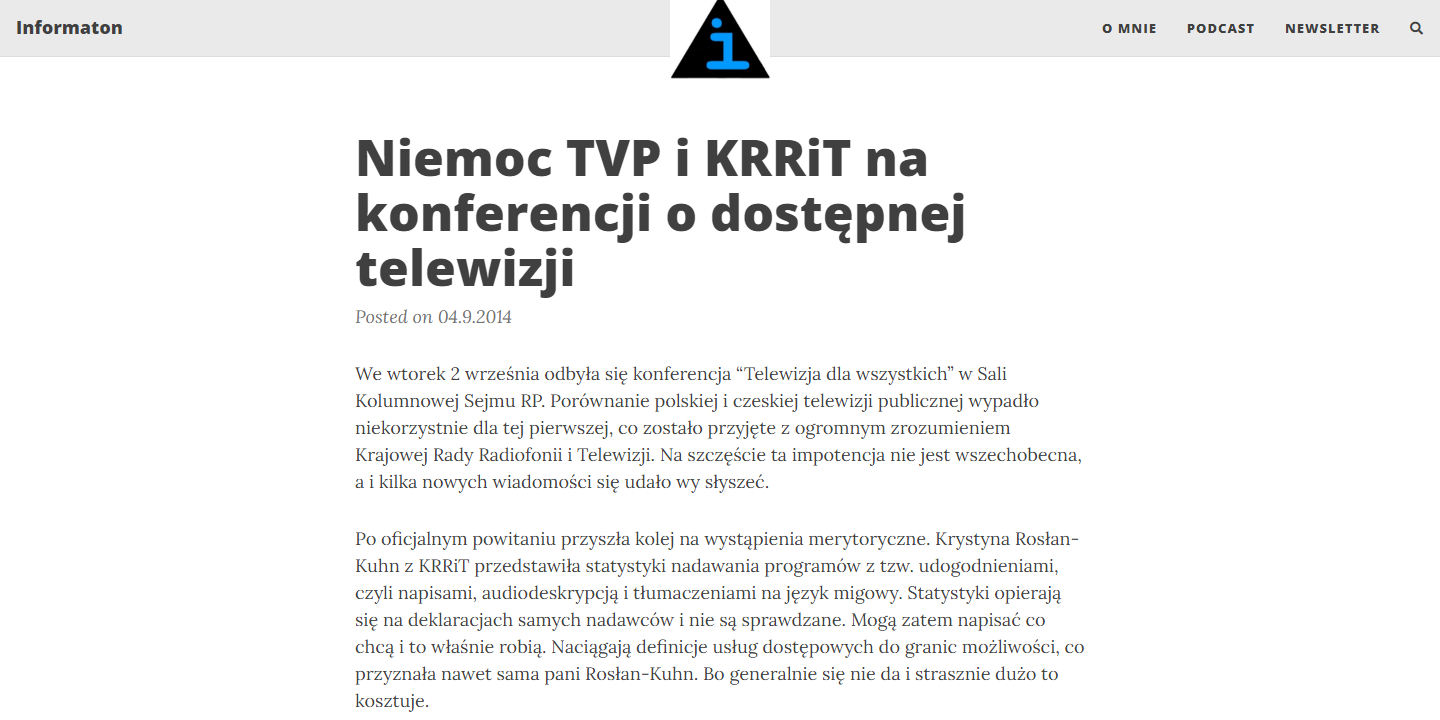 Informaton
i
O MNIE
PODCAST
NEWSLETTER
Niemoc TVP i KRRiT na
konferencji o dostępnej
telewizji
Posted on 04.9.2014
We wtorek 2 września odbyła się konferencja “Telewizja dla wszystkich” w Sali
Kolumnowej Sejmu RP. Porównanie polskiej i czeskiej telewizji publicznej wypadło
niekorzystnie dla tej pierwszej, co zostało przyjęte z ogromnym zrozumieniem
Krajowej Rady Radiofonii i Telewizji. Na szczęście ta impotencja nie jest wszechobecna,
a i kilka nowych wiadomości się udało wy słyszeć.
Po oficjalnym powitaniu przyszła kolej na wystąpienia merytoryczne. Krystyna Rosłan-
Kuhn z KRRiT przedstawiła statystyki nadawania programów z tzw. udogodnieniami,
czyli napisami, audiodeskrypcją i tłumaczeniami na język migowy. Statystyki opierają
się na deklaracjach samych nadawców i nie są sprawdzane. Mogą zatem napisać co
chcą i to właśnie robią. Naciągają definicje usług dostępowych do granic możliwości, co
przyznała nawet sama pani Rosłan-Kuhn. Bo generalnie się nie da i strasznie dużo to
kosztuje.